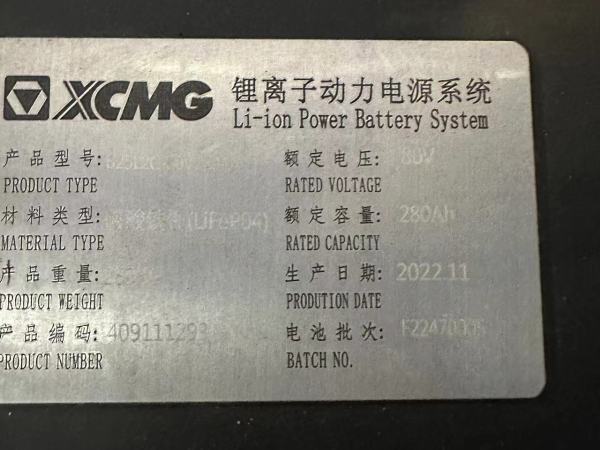 XCMG 锂离子动力电源系统
Li-ion Power Battery System
产品型号:
额定电压: 80V
PRODUCT TYPE
RATED VOLTAGE
材料类型: (LiFePO4)
额定容量: 280Ah
MATERIAL TYPE
RATED CAPACITY
产品重量:
生产日期: 2022.11
PRODUCT WEIGHT
PRODUTION DATE
产品编码: 409111293
电池批次:
PRODUCT NUMBER
BATCH NO.